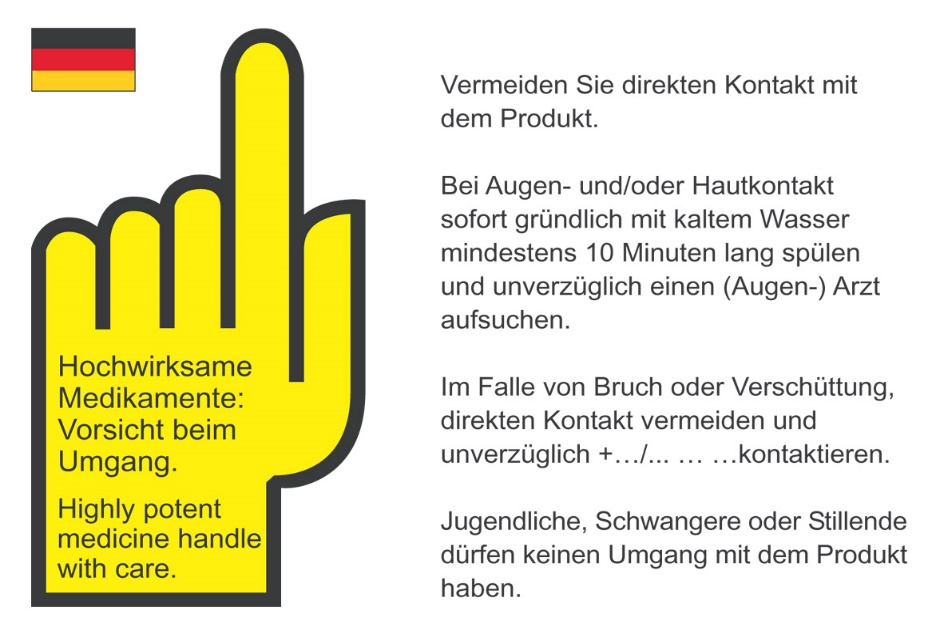 Hochwirksame
Medikamente:
Vorsicht beim
Umgang.
Highly potent
medicine handle
with care.
Vermeiden Sie direkten Kontakt mit
dem Produkt.
Bei Augen- und/oder Hautkontakt
sofort gründlich mit kaltem Wasser
mindestens 10 Minuten lang spülen
und unverzüglich einen (Augen-) Arzt
aufsuchen.
Im Falle von Bruch oder Verschüttung,
direkten Kontakt vermeiden und
unverzüglich +…/... … …kontaktieren.
Jugendliche, Schwangere oder Stillende
dürfen keinen Umgang mit dem Produkt
haben.